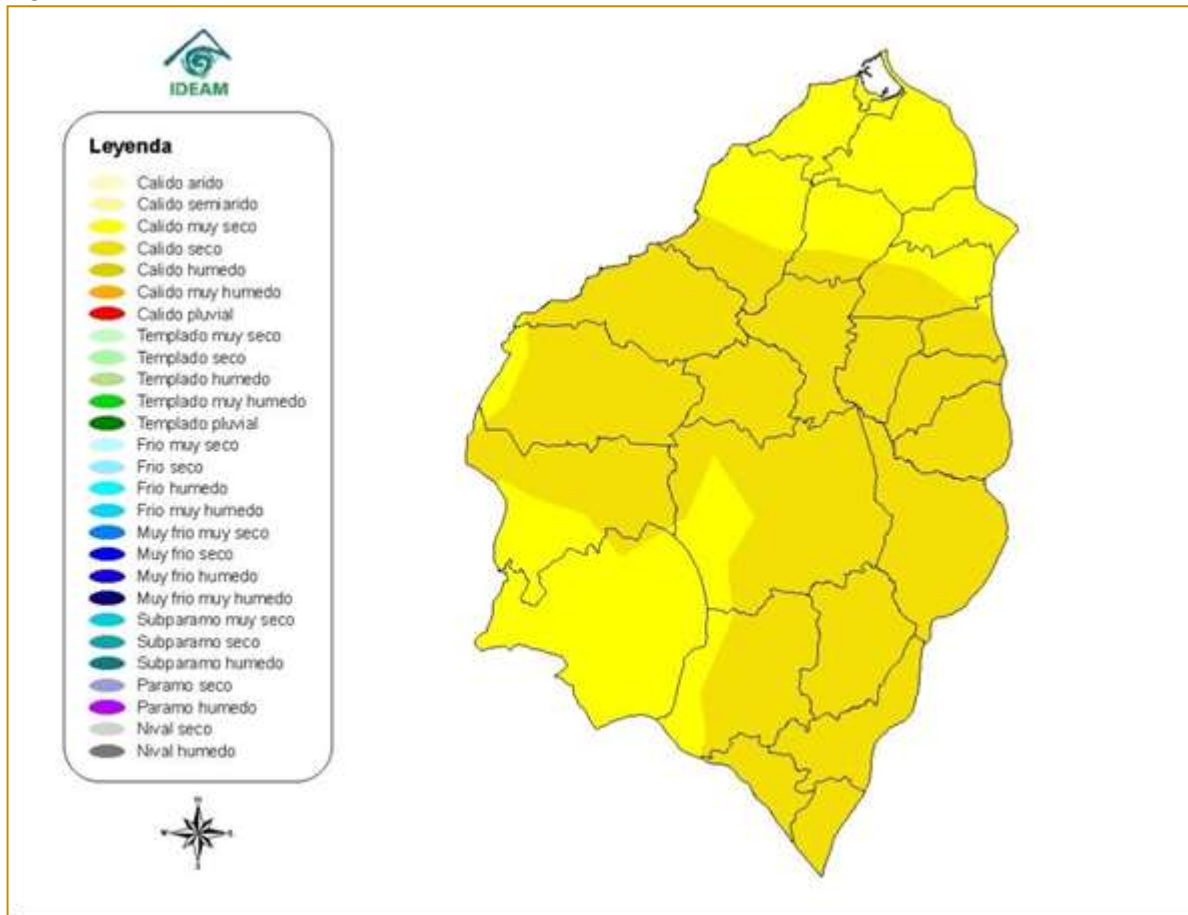 IDEAM
Leyenda
Calido arido
Calido semiarido
Calido muy seco
Calido seco
Calido humedo
Calido muy humedo
Calido pluvial
Templado muy seco
Templado seco
Templado humedo
Templado muy humedo
Templado pluvial
Frio muy seco
Frio seco
Frio humedo
Frio muy humedo
Muy frio muy seco
Muy frio seco
Muy frio humedo
Muy frio muy humedo
Subparamo muy seco
Subparamo seco
Subparamo humedo
Paramo seco
Paramo humedo
Nival seco
Nival humedo